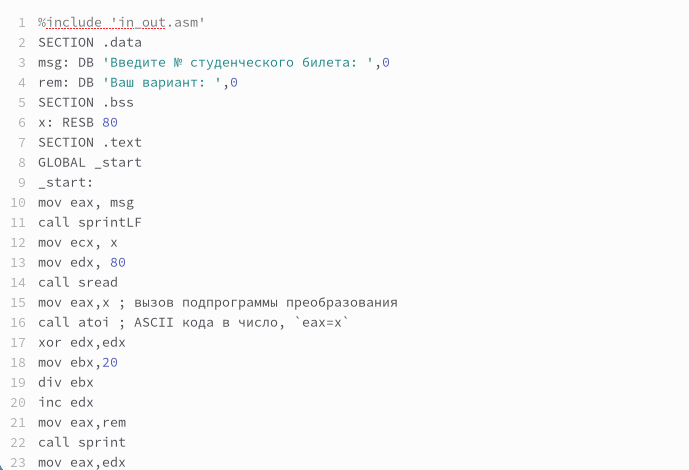 1 %include 'in_out.asm'
2 SECTION .data
3 msg: DB 'Введите № студенческого билета: ',0
4 rem: DB 'Ваш вариант: ',0
5 SECTION .bss
6 x: RESB 80
7 SECTION .text
8 GLOBAL _start
9 _start:
10 mov eax, msg
11 call sprintLF
12 mov ecx, x
13 mov edx, 80
14 call sread
15 mov eax,x ; вызов подпрограммы преобразования
16 call atoi ; ASCII кода в число, `eax=x`
17 xor edx,edx
18 mov ebx,20
19 div ebx
20 inc edx
21 mov eax,rem
22 call sprint
23 mov eax,edx